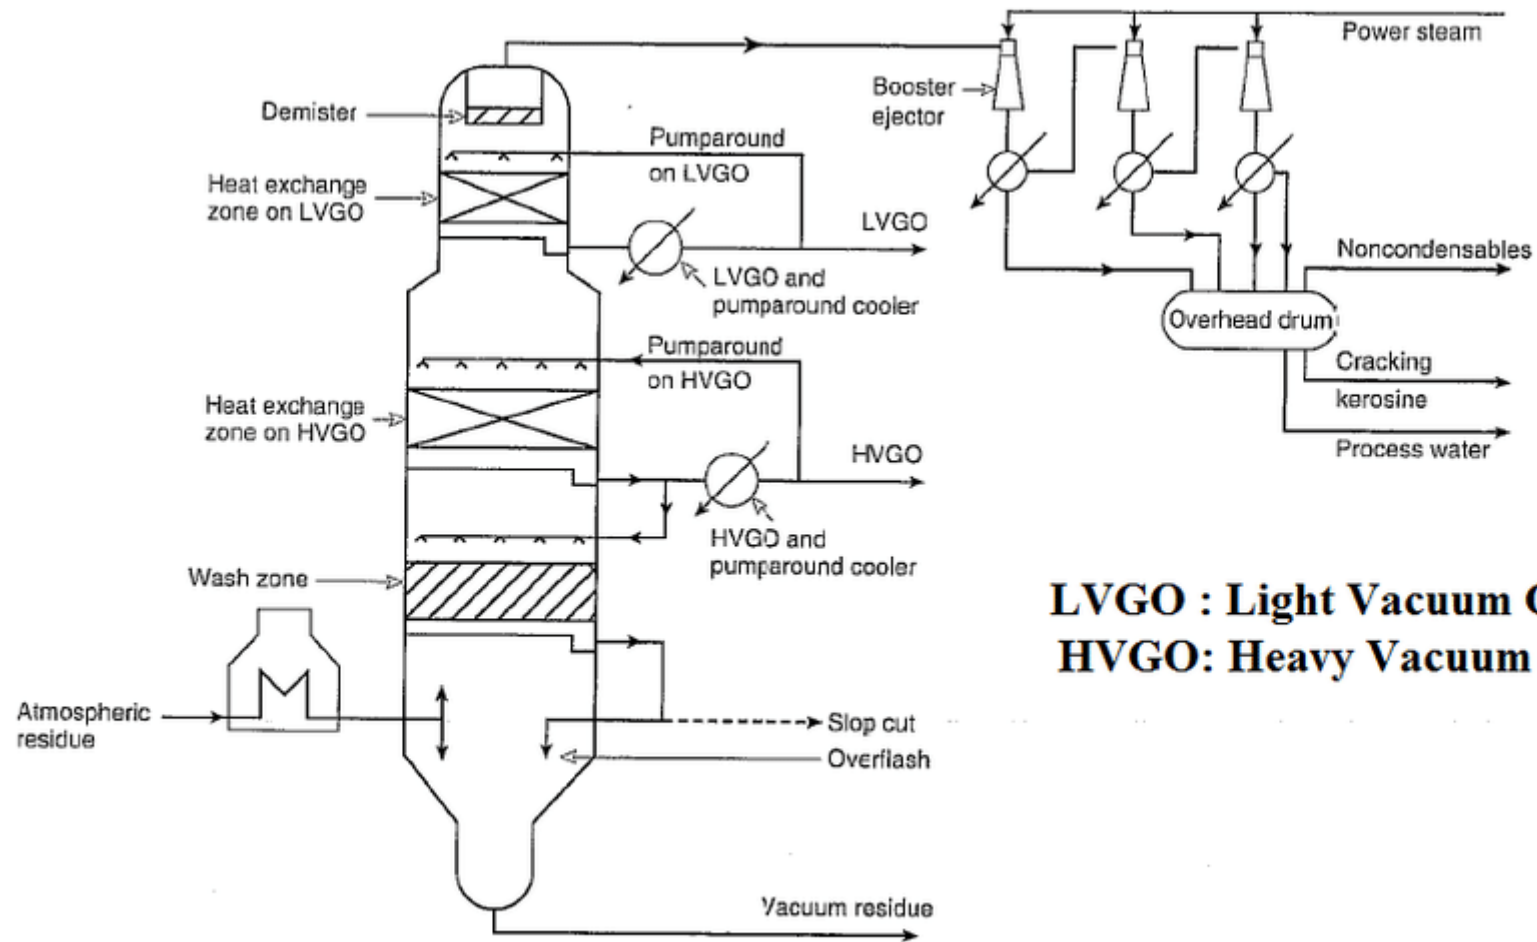 Power steam
Booster
ejector
Demister
Pumparound
on LVGO
Heat exchange
zone on LVGO
LVGO
LVGO and
pumparound cooler
Noncondensables
Overhead drum
Cracking
kerosine
Process water
Pumparound
on HVGO
Heat exchange
zone on HVGO
HVGO
HVGO and
pumparound cooler
Wash zone
LVGO : Light Vacuum
HVGO: Heavy Vacuum
Atmospheric
residue
Slop cut
Overflash
Vacuum residue